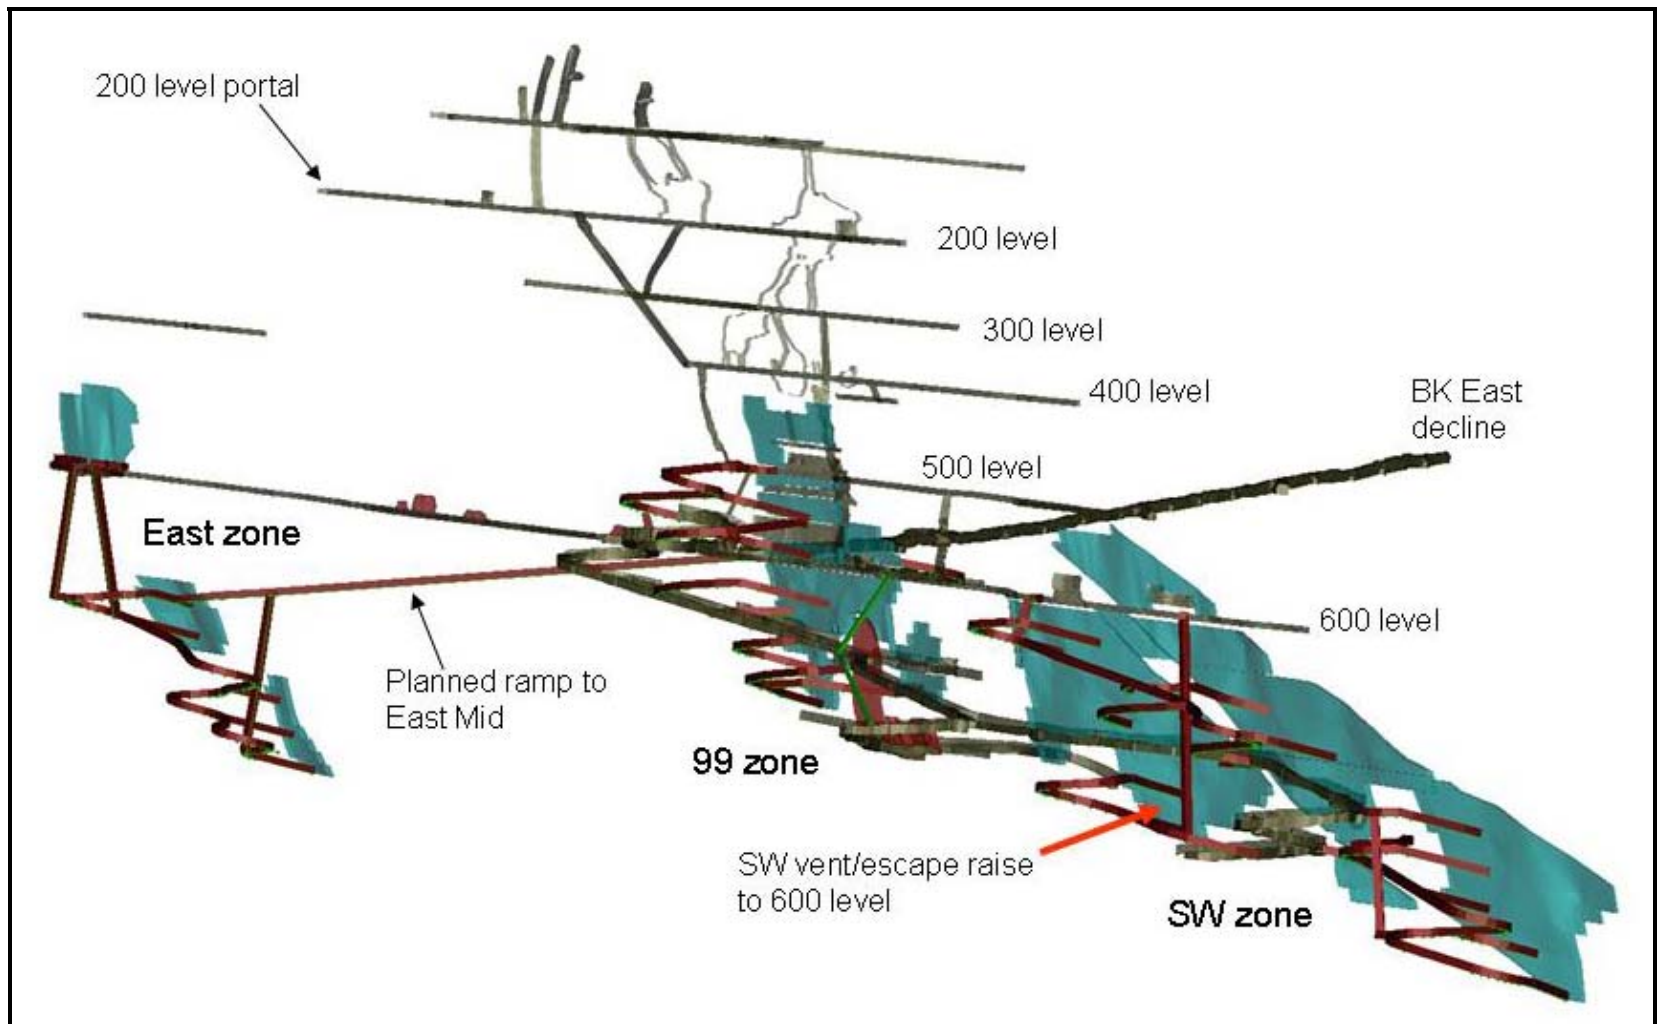 200 level portal
200 level
300 level
400 level
BK East
decline
500 level
East zone
600 level
Planned ramp to
East Mid
99 zone
SW vent/escape raise
to 600 level
SW zone